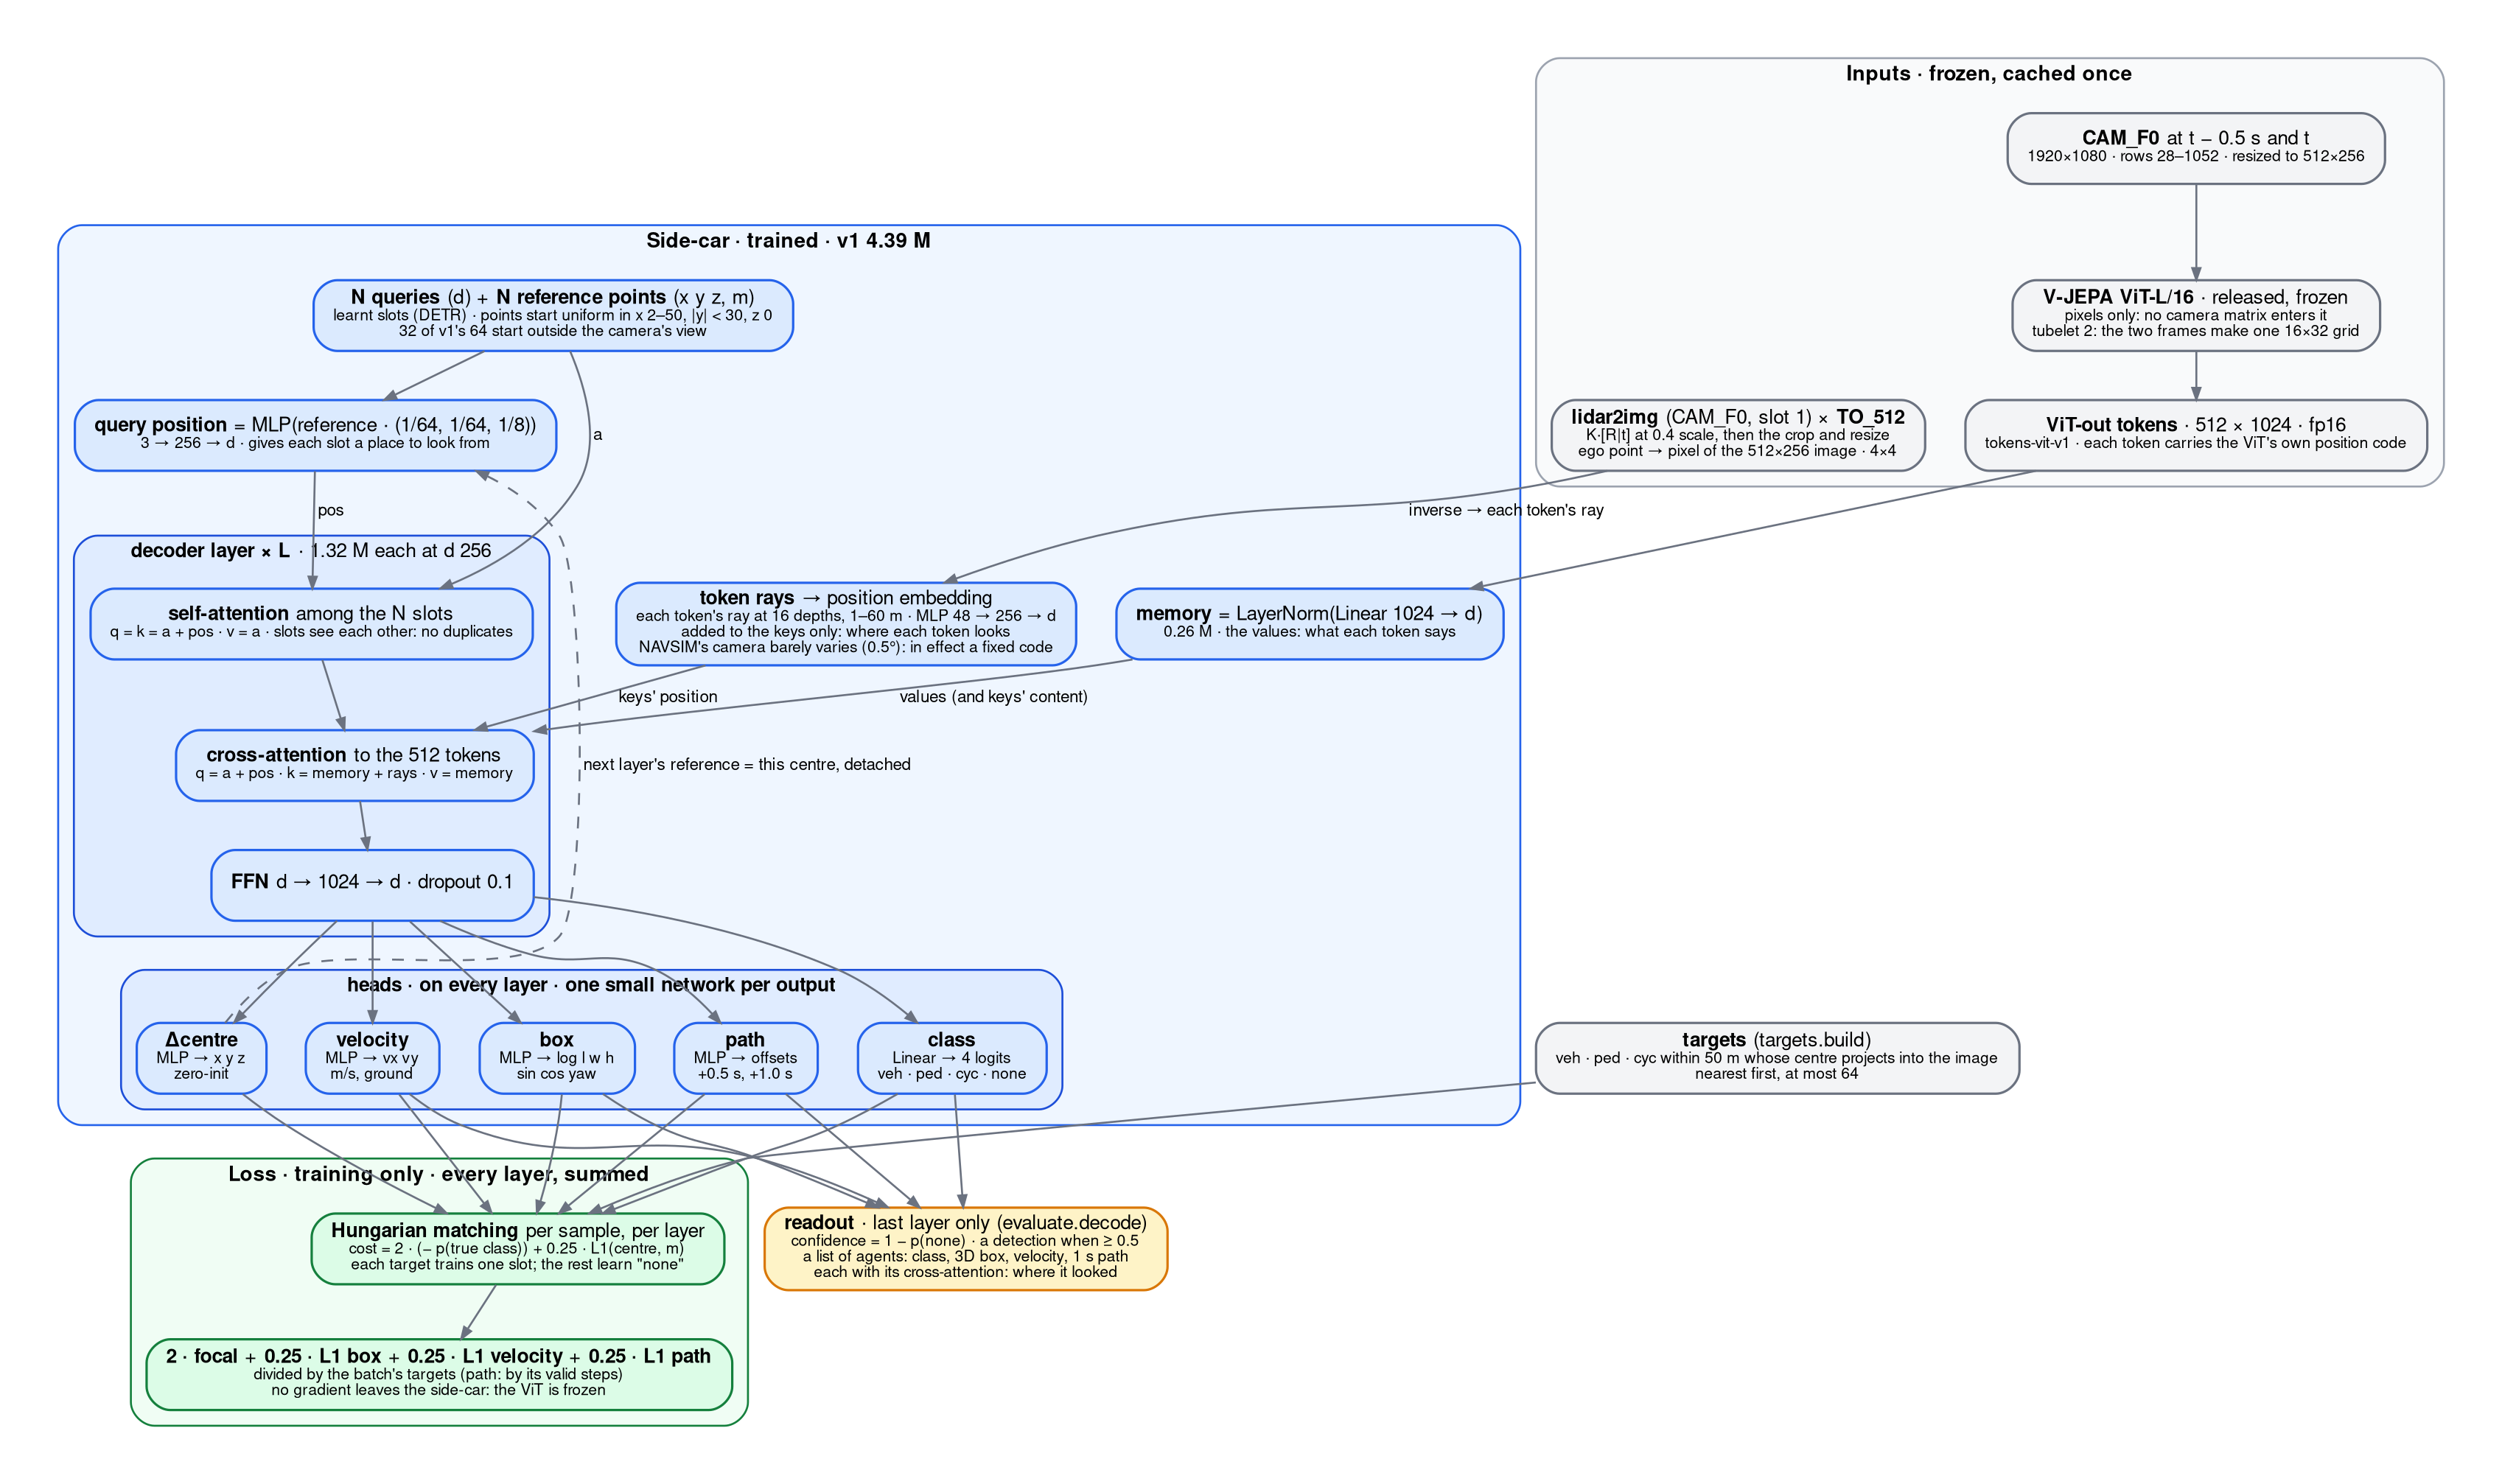 Inputs · frozen, cached once
CAM_F0 at t − 0.5 s and t
1920×1080 · rows 28–1052 · resized to 512×256
V-JEPA ViT-L/16 · released, frozen
pixels only: no camera matrix enters it
tubelet 2: the two frames make one 16×32 grid
lidar2img (CAM_F0, slot 1) × TO_512
K·[R|t] at 0.4 scale, then the crop and resize
ego point → pixel of the 512×256 image · 4×4
ViT-out tokens · 512 × 1024 · fp16
tokens-vit-v1 · each token carries the ViT's own position code
Side-car · trained · v1 4.39 M
N queries (d) + N reference points (x y z, m)
learnt slots (DETR) · points start uniform in x 2–50, |y| < 30, z 0
32 of v1's 64 start outside the camera's view
query position = MLP(reference · (1/64, 1/64, 1/8))
3 → 256 → d · gives each slot a place to look from
a
pos
inverse → each token's ray
decoder layer × L · 1.32 M each at d 256
self-attention among the N slots
q = k = a + pos · v = a · slots see each other: no duplicates
token rays → position embedding
each token's ray at 16 depths, 1–60 m · MLP 48 → 256 → d
added to the keys only: where each token looks
NAVSIM's camera barely varies (0.5°): in effect a fixed code
memory = LayerNorm(Linear 1024 → d)
0.26 M · the values: what each token says
keys' position
values (and keys' content)
cross-attention to the 512 tokens
q = a + pos · k = memory + rays · v = memory
next layer's reference = this centre, detached
FFN d → 1024 → d · dropout 0.1
heads · on every layer · one small network per output
Δcentre
MLP → x y z
zero-init
velocity
MLP → vx vy
m/s, ground
box
MLP → log l w h
sin cos yaw
path
MLP → offsets
+0.5 s, +1.0 s
class
Linear → 4 logits
veh · ped · cyc · none
targets (targets.build)
veh · ped · cyc within 50 m whose centre projects into the image
nearest first, at most 64
Loss · training only · every layer, summed
Hungarian matching per sample, per layer
cost = 2 · (− p(true class)) + 0.25 · L1(centre, m)
each target trains one slot; the rest learn "none"
readout · last layer only (evaluate.decode)
confidence = 1 − p(none) · a detection when ≥ 0.5
a list of agents: class, 3D box, velocity, 1 s path
each with its cross-attention: where it looked
2 · focal + 0.25 · L1 box + 0.25 · L1 velocity + 0.25 · L1 path
divided by the batch's targets (path: by its valid steps)
no gradient leaves the side-car: the ViT is frozen